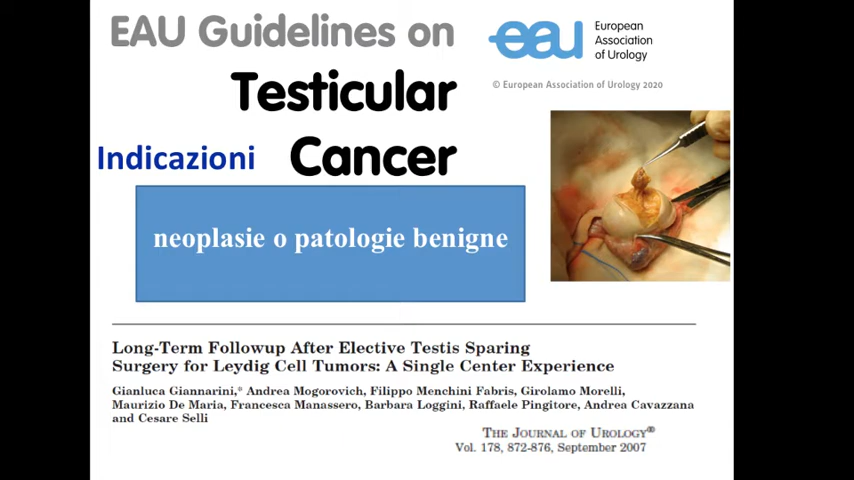 EAU Guidelines on
Testicular
Cancer
eau
European
Association
of Urology
© European Association of Urology 2020
Indicazioni
neoplasie o patologie benigne
Long-Term Followup After Elective Testis Sparing
Surgery for Leydig Cell Tumors: A Single Center Experience
Gianluca Giannarini,* Andrea Mogorovich, Filippo Menchini Fabris, Girolamo Morelli,
Maurizio De Maria, Francesca Manassero, Barbara Loggini, Raffaele Pingitore, Andrea Cavazzana
and Cesare Selli
THE JOURNAL OF UROLOGY®
Vol. 178, 872-876, September 2007